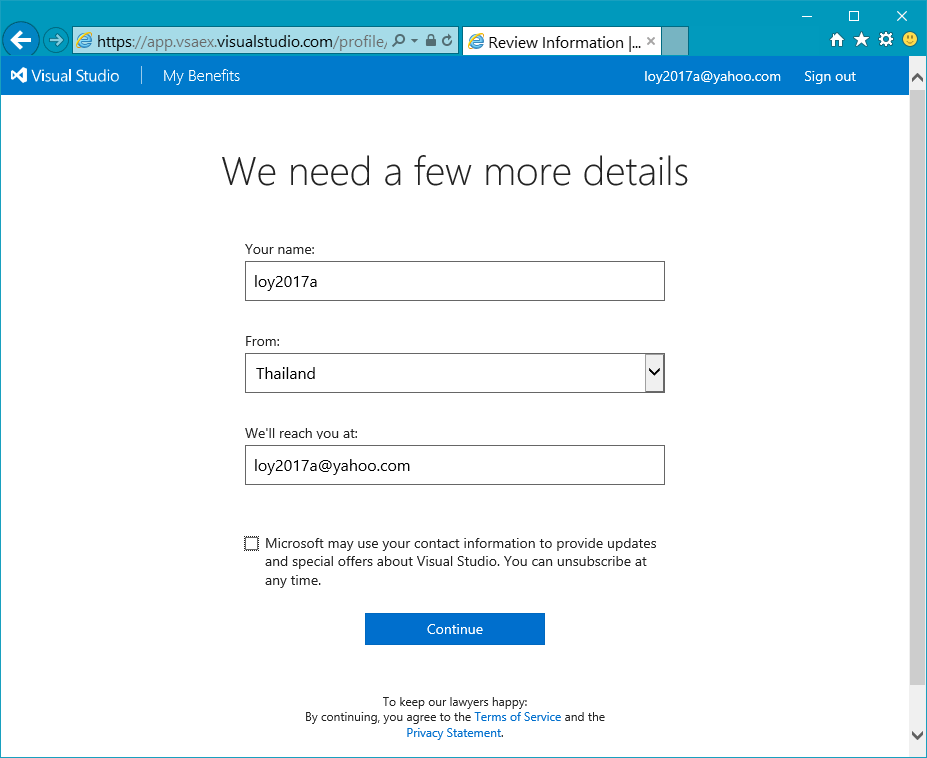 https://app.vsaex.visualstudio.com/profile/
Review Information |...
Visual Studio
My Benefits
loy2017a@yahoo.com
Sign out
We need a few more details
Your name:
loy2017a
From:
Thailand
We'll reach you at:
loy2017a@yahoo.com
Microsoft may use your contact information to provide updates
and special offers about Visual Studio. You can unsubscribe at
any time.
Continue
To keep our lawyers happy:
By continuing, you agree to the Terms of Service and the
Privacy Statement.